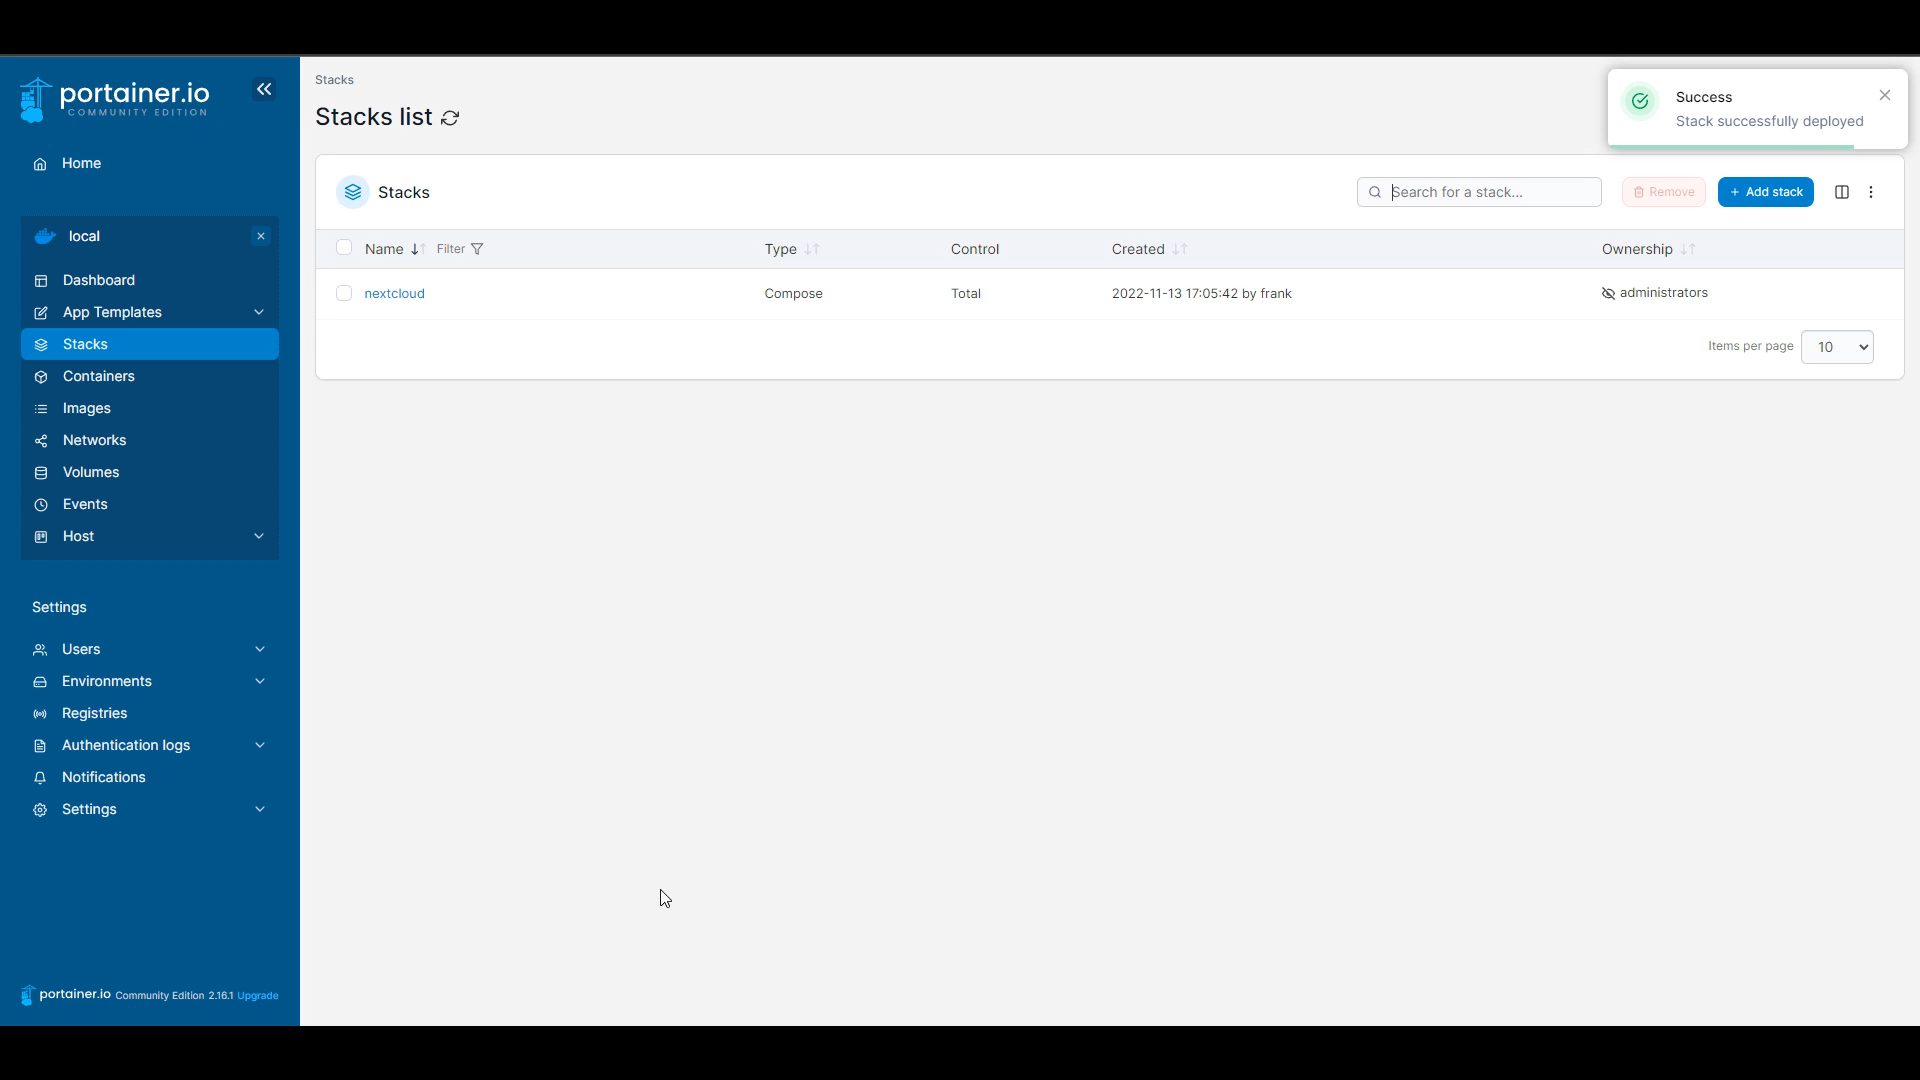 portainer.io
COMMUNITY EDITION
Home
local
Dashboard
App Templates
Stacks
Containers
Images
Networks
Volumes
Events
Host
Settings
Users
Environments
Registries
Authentication logs
Notifications
Settings
portainer.io Community Edition 2.16.1 Upgrade
Stacks
Stacks list
Success
Stack successfully deployed
Stacks
Search for a stack...
Remove
+ Add stack
Name Filter Type Control Created Ownership
nextcloud Compose Total 2022-11-13 17:05:42 by frank administrators
Items per page 10